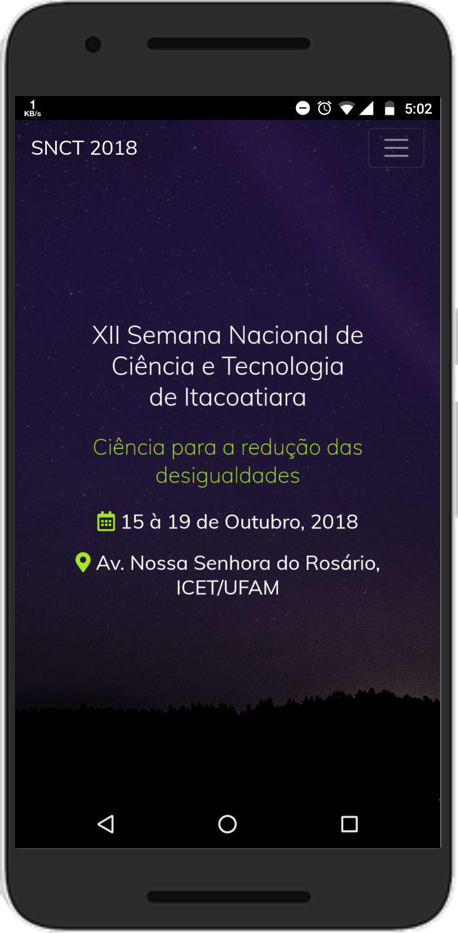 1
KB/s
5:02
SNCT 2018
XII Semana Nacional de
Ciência e Tecnologia
de Itacoatiara
Ciência para a redução das
desigualdades
15 à 19 de Outubro, 2018
Av. Nossa Senhora do Rosário,
ICET/UFAM